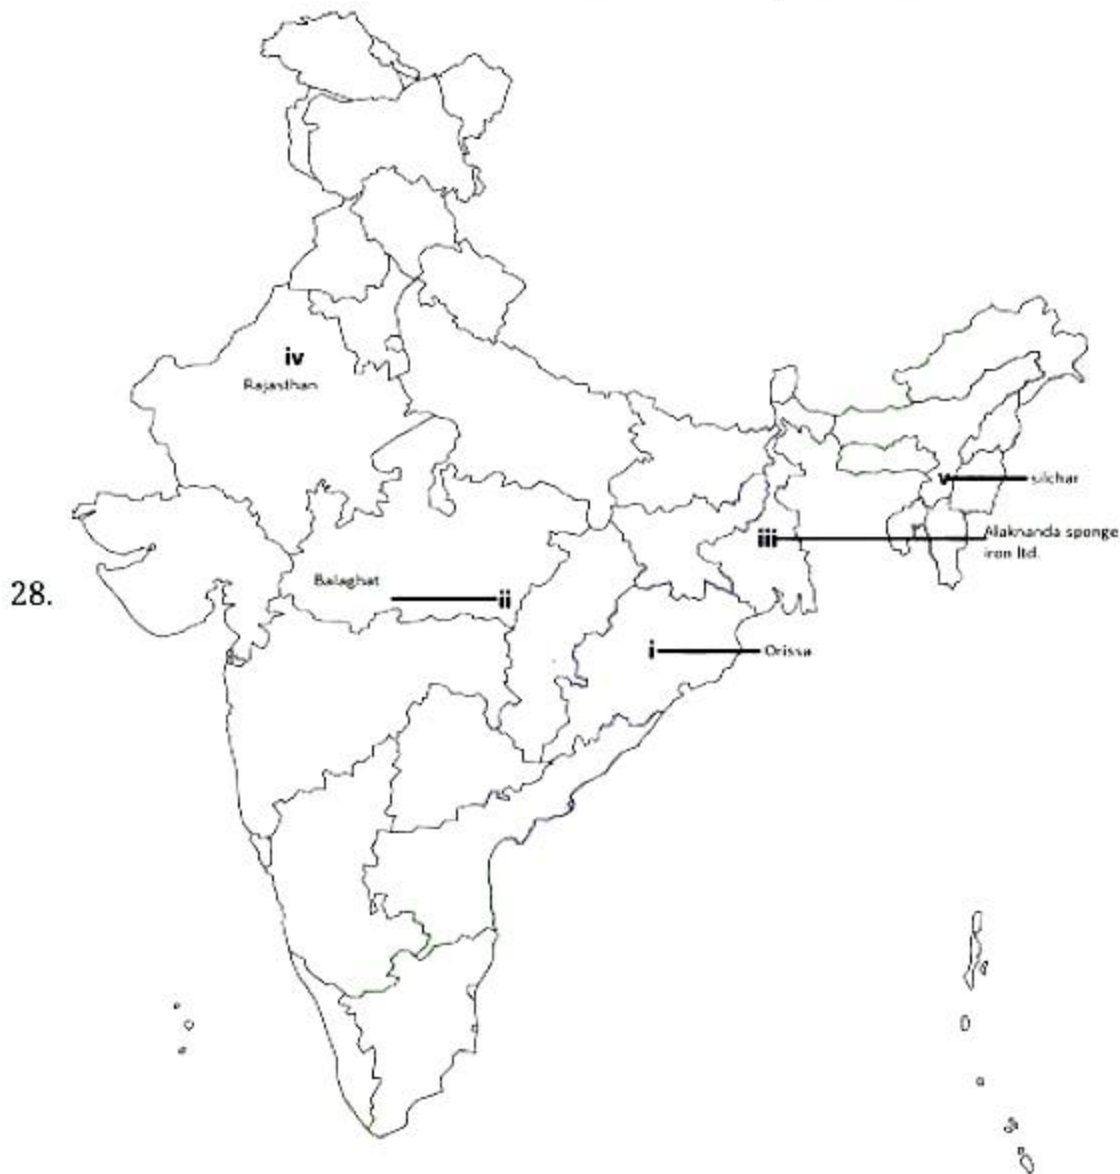 iv
Rajasthan
v silchar
iii Alaknanda sponge
iron ltd.
Balaghat
ii
28.
i Orissa